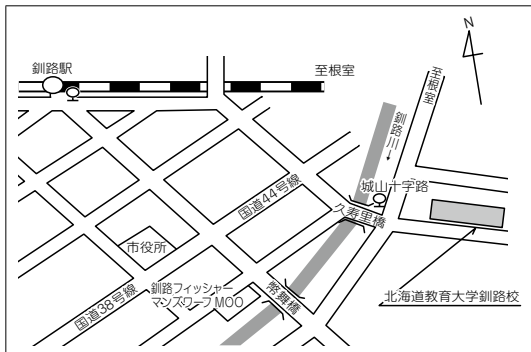 N
釧路駅
至根室
至根室
釧路川→
城山十字路
国道44号線
久寿里橋
市役所
釧路フィッシャー
マンズワーフMOO
幣舞橋
国道38号線
北海道教育大学釧路校